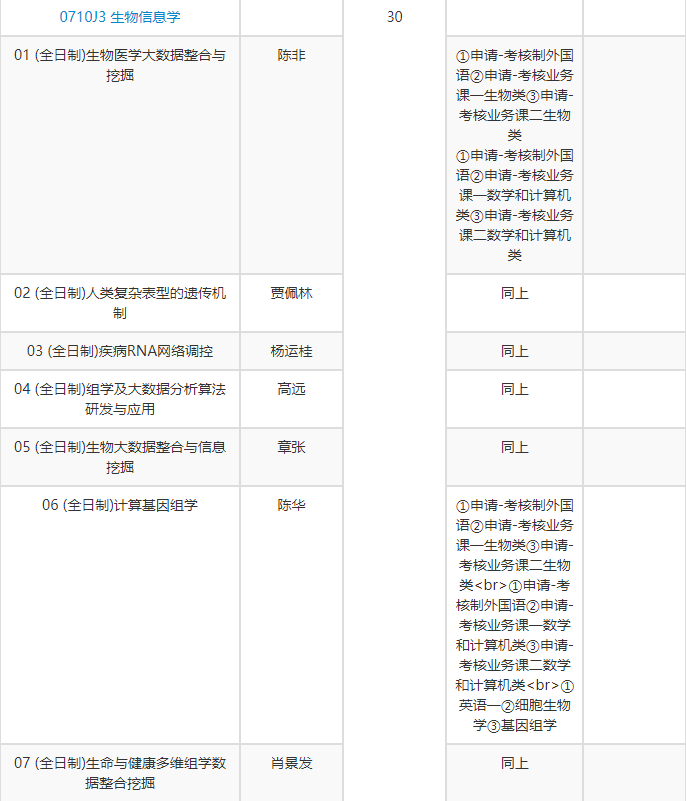 0710J3 生物信息学
30
01 (全日制)生物医学大数据整合与
挖掘
陈非
①申请-考核制外国
语②申请-考核业务
课一生物类③申请-
考核业务课二生物
类
①申请-考核制外国
语②申请-考核业务
课一数学和计算机
类③申请-考核业务
课二数学和计算机
类
02 (全日制)人类复杂表型的遗传机
制
贾佩林
同上
03 (全日制)疾病RNA网络调控
杨运桂
同上
04 (全日制)组学及大数据分析算法
研发与应用
高远
同上
05 (全日制)生物大数据整合与信息
挖掘
章张
同上
06 (全日制)计算基因组学
陈华
①申请-考核制外国
语②申请-考核业务
课一生物类③申请-
考核业务课二生物
类<br>①申请-考
核制外国语②申请-
考核业务课一数学
和计算机类③申请-
考核业务课二数学
和计算机类<br>①
英语一②细胞生物
学③基因组学
07 (全日制)生命与健康多维组学数
据整合挖掘
肖景发
同上